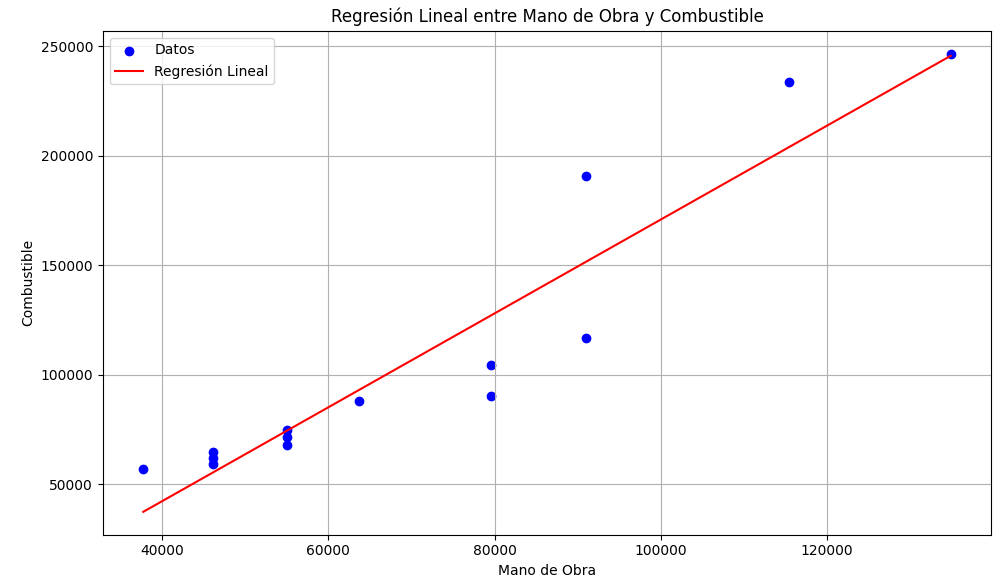 Regresión Lineal entre Mano de Obra y Combustible
Datos
Regresión Lineal
250000
200000
150000
100000
50000
Combustible
40000 60000 80000 100000 120000
Mano de Obra